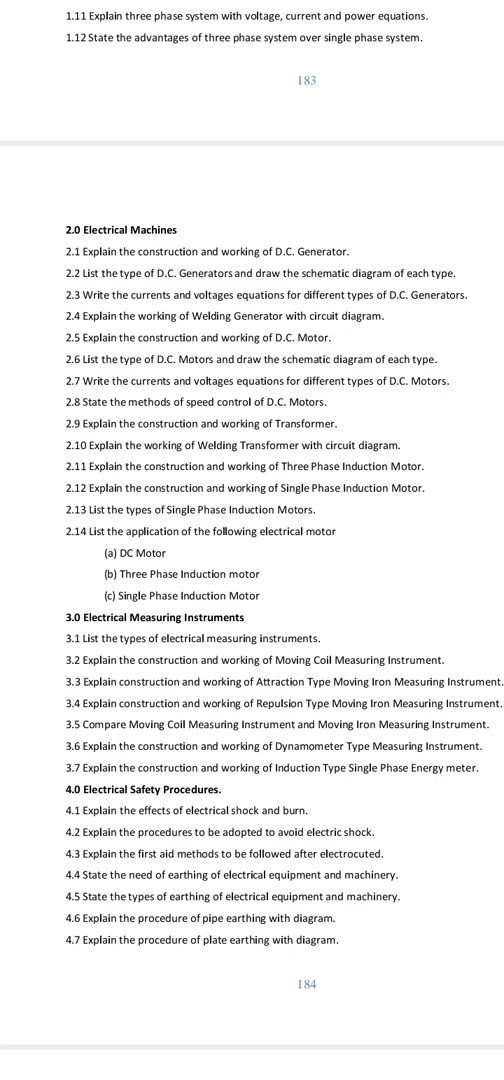 1.11 Explain three phase system with voltage, current and power equations.
1.12 State the advantages of three phase system over single phase system.
183
2.0 Electrical Machines
2.1 Explain the construction and working of D.C. Generator.
2.2 List the type of D.C. Generators and draw the schematic diagram of each type.
2.3 Write the currents and voltages equations for different types of D.C. Generators.
2.4 Explain the working of Welding Generator with circuit diagram.
2.5 Explain the construction and working of D.C. Motor.
2.6 List the type of D.C. Motors and draw the schematic diagram of each type.
2.7 Write the currents and voltages equations for different types of D.C. Motors.
2.8 State the methods of speed control of D.C. Motors.
2.9 Explain the construction and working of Transformer.
2.10 Explain the working of Welding Transformer with circuit diagram.
2.11 Explain the construction and working of Three Phase Induction Motor.
2.12 Explain the construction and working of Single Phase Induction Motor.
2.13 List the types of Single Phase Induction Motors.
2.14 List the application of the following electrical motor
(a) DC Motor
(b) Three Phase Induction motor
(c) Single Phase Induction Motor
3.0 Electrical Measuring Instruments
3.1 List the types of electrical measuring instruments.
3.2 Explain the construction and working of Moving Coil Measuring Instrument.
3.3 Explain construction and working of Attraction Type Moving Iron Measuring Instrument.
3.4 Explain construction and working of Repulsion Type Moving Iron Measuring Instrument.
3.5 Compare Moving Coil Measuring Instrument and Moving Iron Measuring Instrument.
3.6 Explain the construction and working of Dynamometer Type Measuring Instrument.
3.7 Explain the construction and working of Induction Type Single Phase Energy meter.
4.0 Electrical Safety Procedures.
4.1 Explain the effects of electrical shock and burn.
4.2 Explain the procedures to be adopted to avoid electric shock.
4.3 Explain the first aid methods to be followed after electrocuted.
4.4 State the need of earthing of electrical equipment and machinery.
4.5 State the types of earthing of electrical equipment and machinery.
4.6 Explain the procedure of pipe earthing with diagram.
4.7 Explain the procedure of plate earthing with diagram.
184